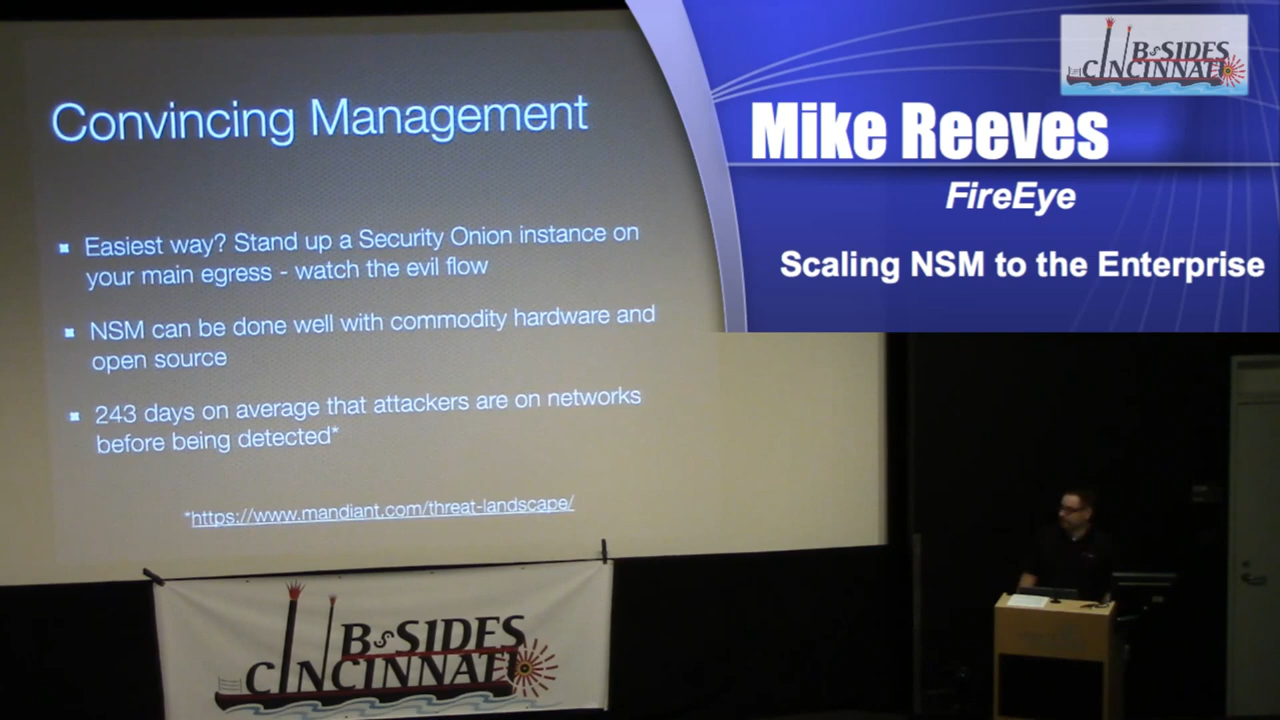 Convincing Management
Easiest way? Stand up a Security Onion instance on
your main egress - watch the evil flow
NSM can be done well with commodity hardware and
open source
243 days on average that attackers are on networks
before being detected*
*https://www.mandiant.com/threat-landscape/
BSIDES
CINCINNATI
Mike Reeves
FireEye
Scaling NSM to the Enterprise
BSIDES
CINCINNATI